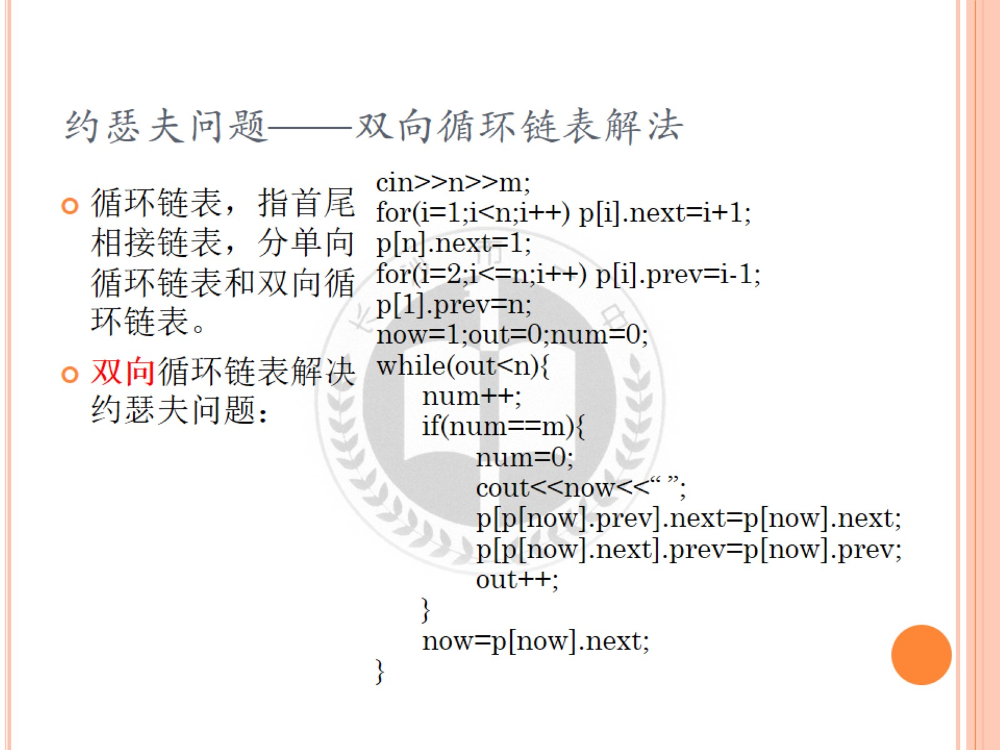 约瑟夫问题——双向循环链表解法
循环链表，指首尾
相接链表，分单向
循环链表和双向循
环链表。
双向循环链表解决
约瑟夫问题：
cin>>n>>m;
for(i=1;i<n;i++) p[i].next=i+1;
p[n].next=1;
for(i=2;i<=n;i++) p[i].prev=i-1;
p[1].prev=n;
now=1;out=0;num=0;
while(out<n){
num++;
if(num==m){
num=0;
cout<<now<<“ ”;
p[p[now].prev].next=p[now].next;
p[p[now].next].prev=p[now].prev;
out++;
}
now=p[now].next;
}